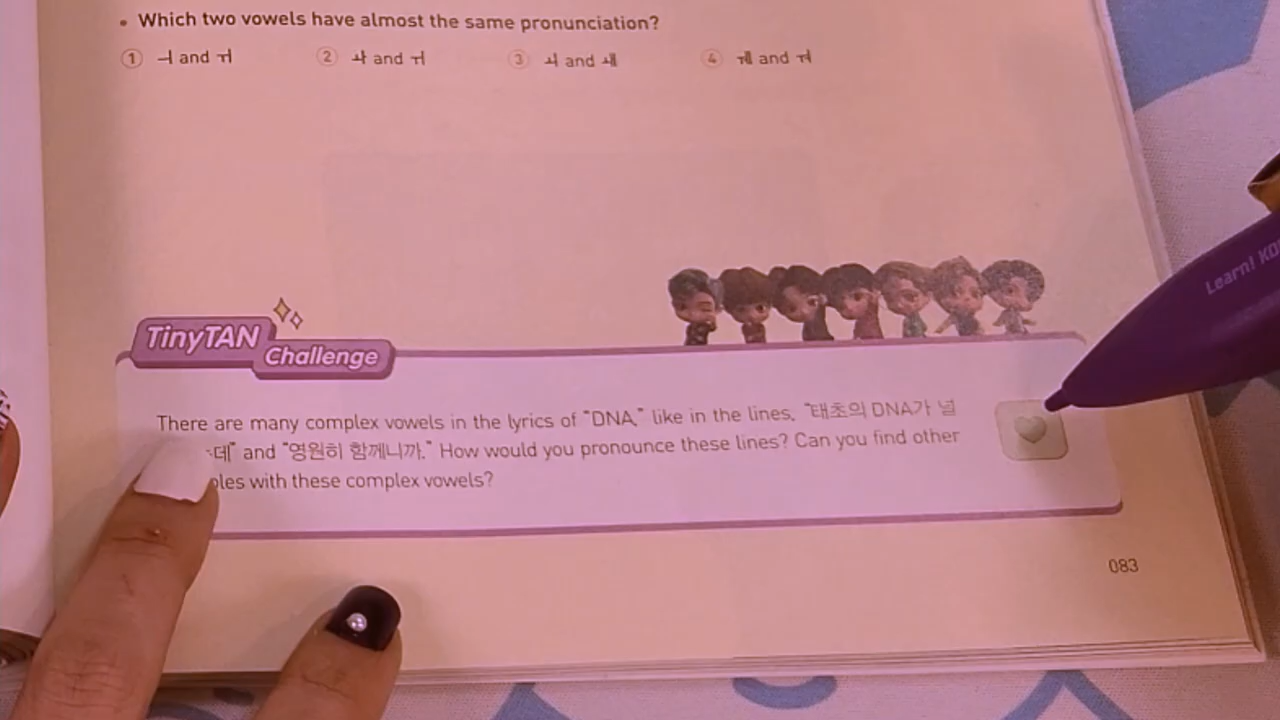 • Which two vowels have almost the same pronunciation?
① ㅢ and ㅝ ② ㅘ and ㅝ ③ ㅚ and ㅙ ④ ㅞ and ㅝ
TinyTAN
Challenge
There are many complex vowels in the lyrics of "DNA," like in the lines, "태초의 DNA가 널
데" and "영원히 함께니까." How would you pronounce these lines? Can you find other
with these complex vowels?
083
Learn!